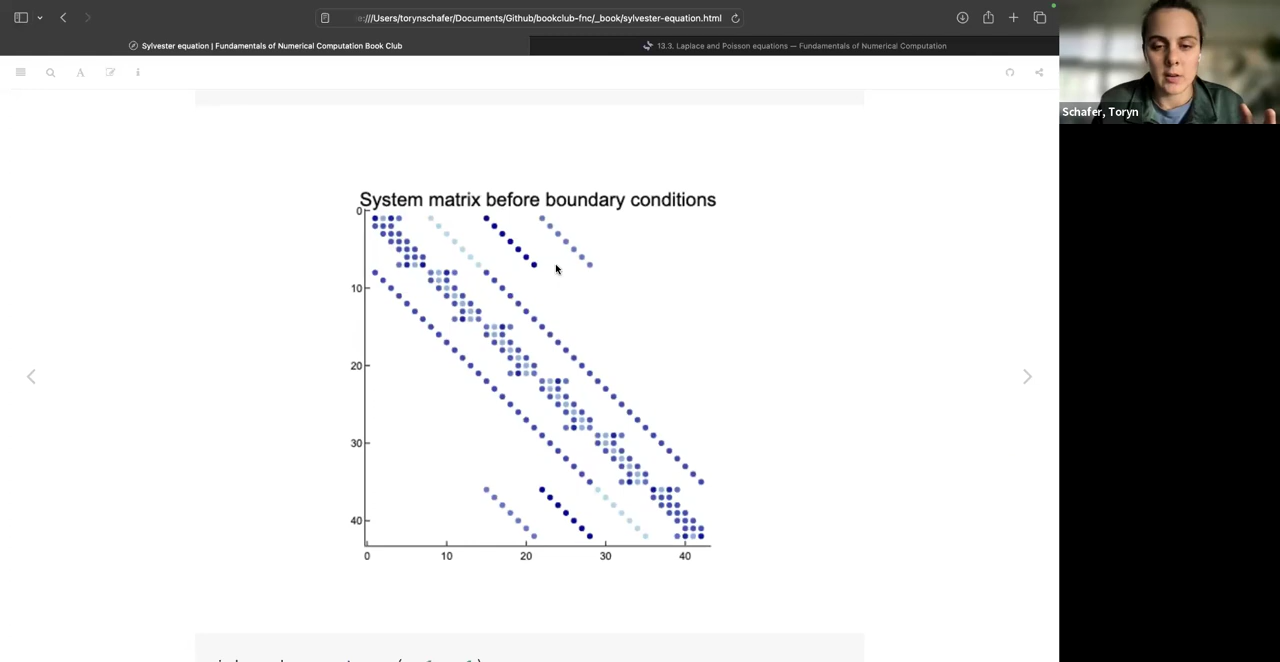 e:///Users/torynschafer/Documents/Github/bookclub-fnc/_book/sylvester-equation.html
Sylvester equation | Fundamentals of Numerical Computation Book Club
13.3. Laplace and Poisson equations — Fundamentals of Numerical Computation
A
i
Schafer, Toryn
System matrix before boundary conditions
0
10
20
30
40
0 10 20 30 40